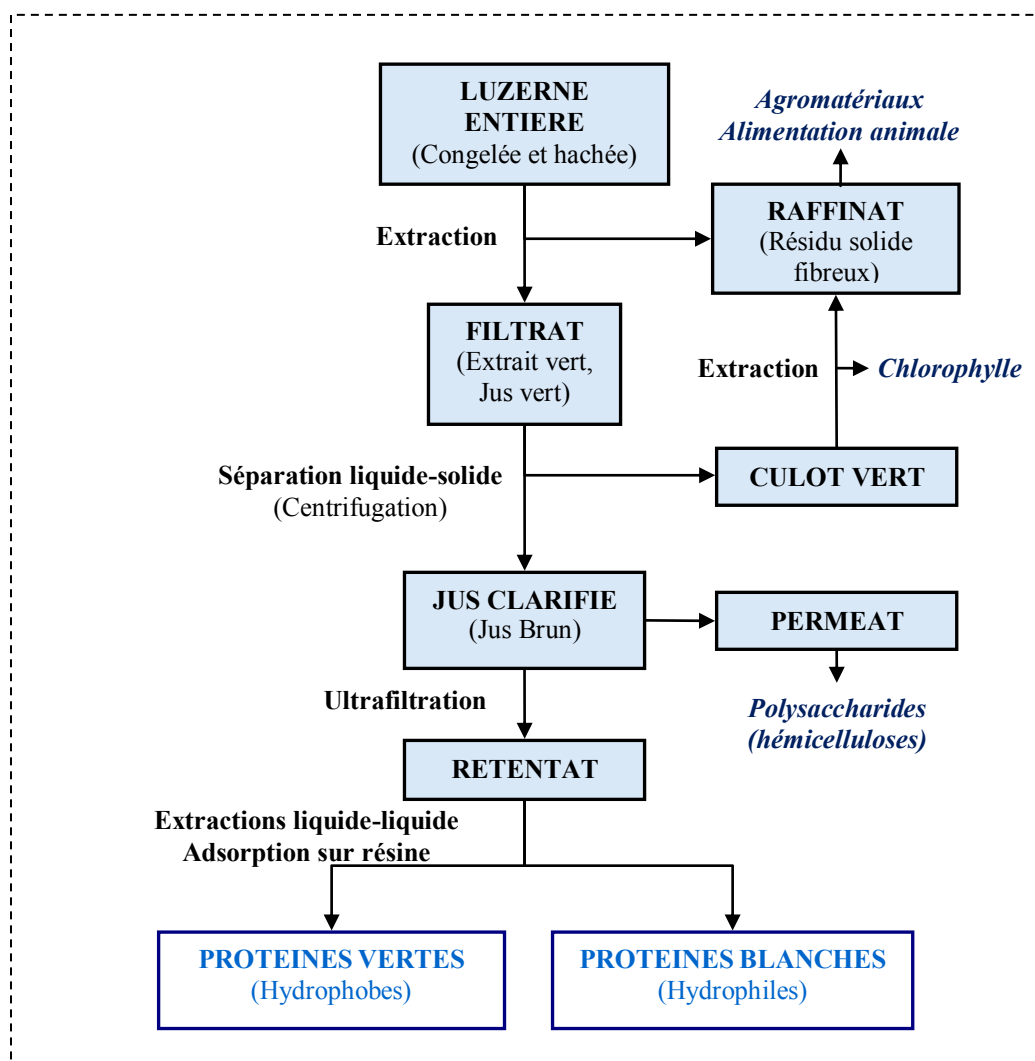 LUZERNE
ENTIERE
(Congelée et hachée)
Agromatériaux
Alimentation animale
Extraction
RAFFINAT
(Résidu solide
fibreux)
FILTRAT
(Extrait vert,
Jus vert)
Extraction
Chlorophylle
Séparation liquide-solide
(Centrifugation)
CULOT VERT
JUS CLARIFIE
(Jus Brun)
PERMEAT
Ultrafiltration
Polysaccharides
(hémicelluloses)
RETENTAT
Extractions liquide-liquide
Adsorption sur résine
PROTEINES VERTES
(Hydrophobes)
PROTEINES BLANCHES
(Hydrophiles)